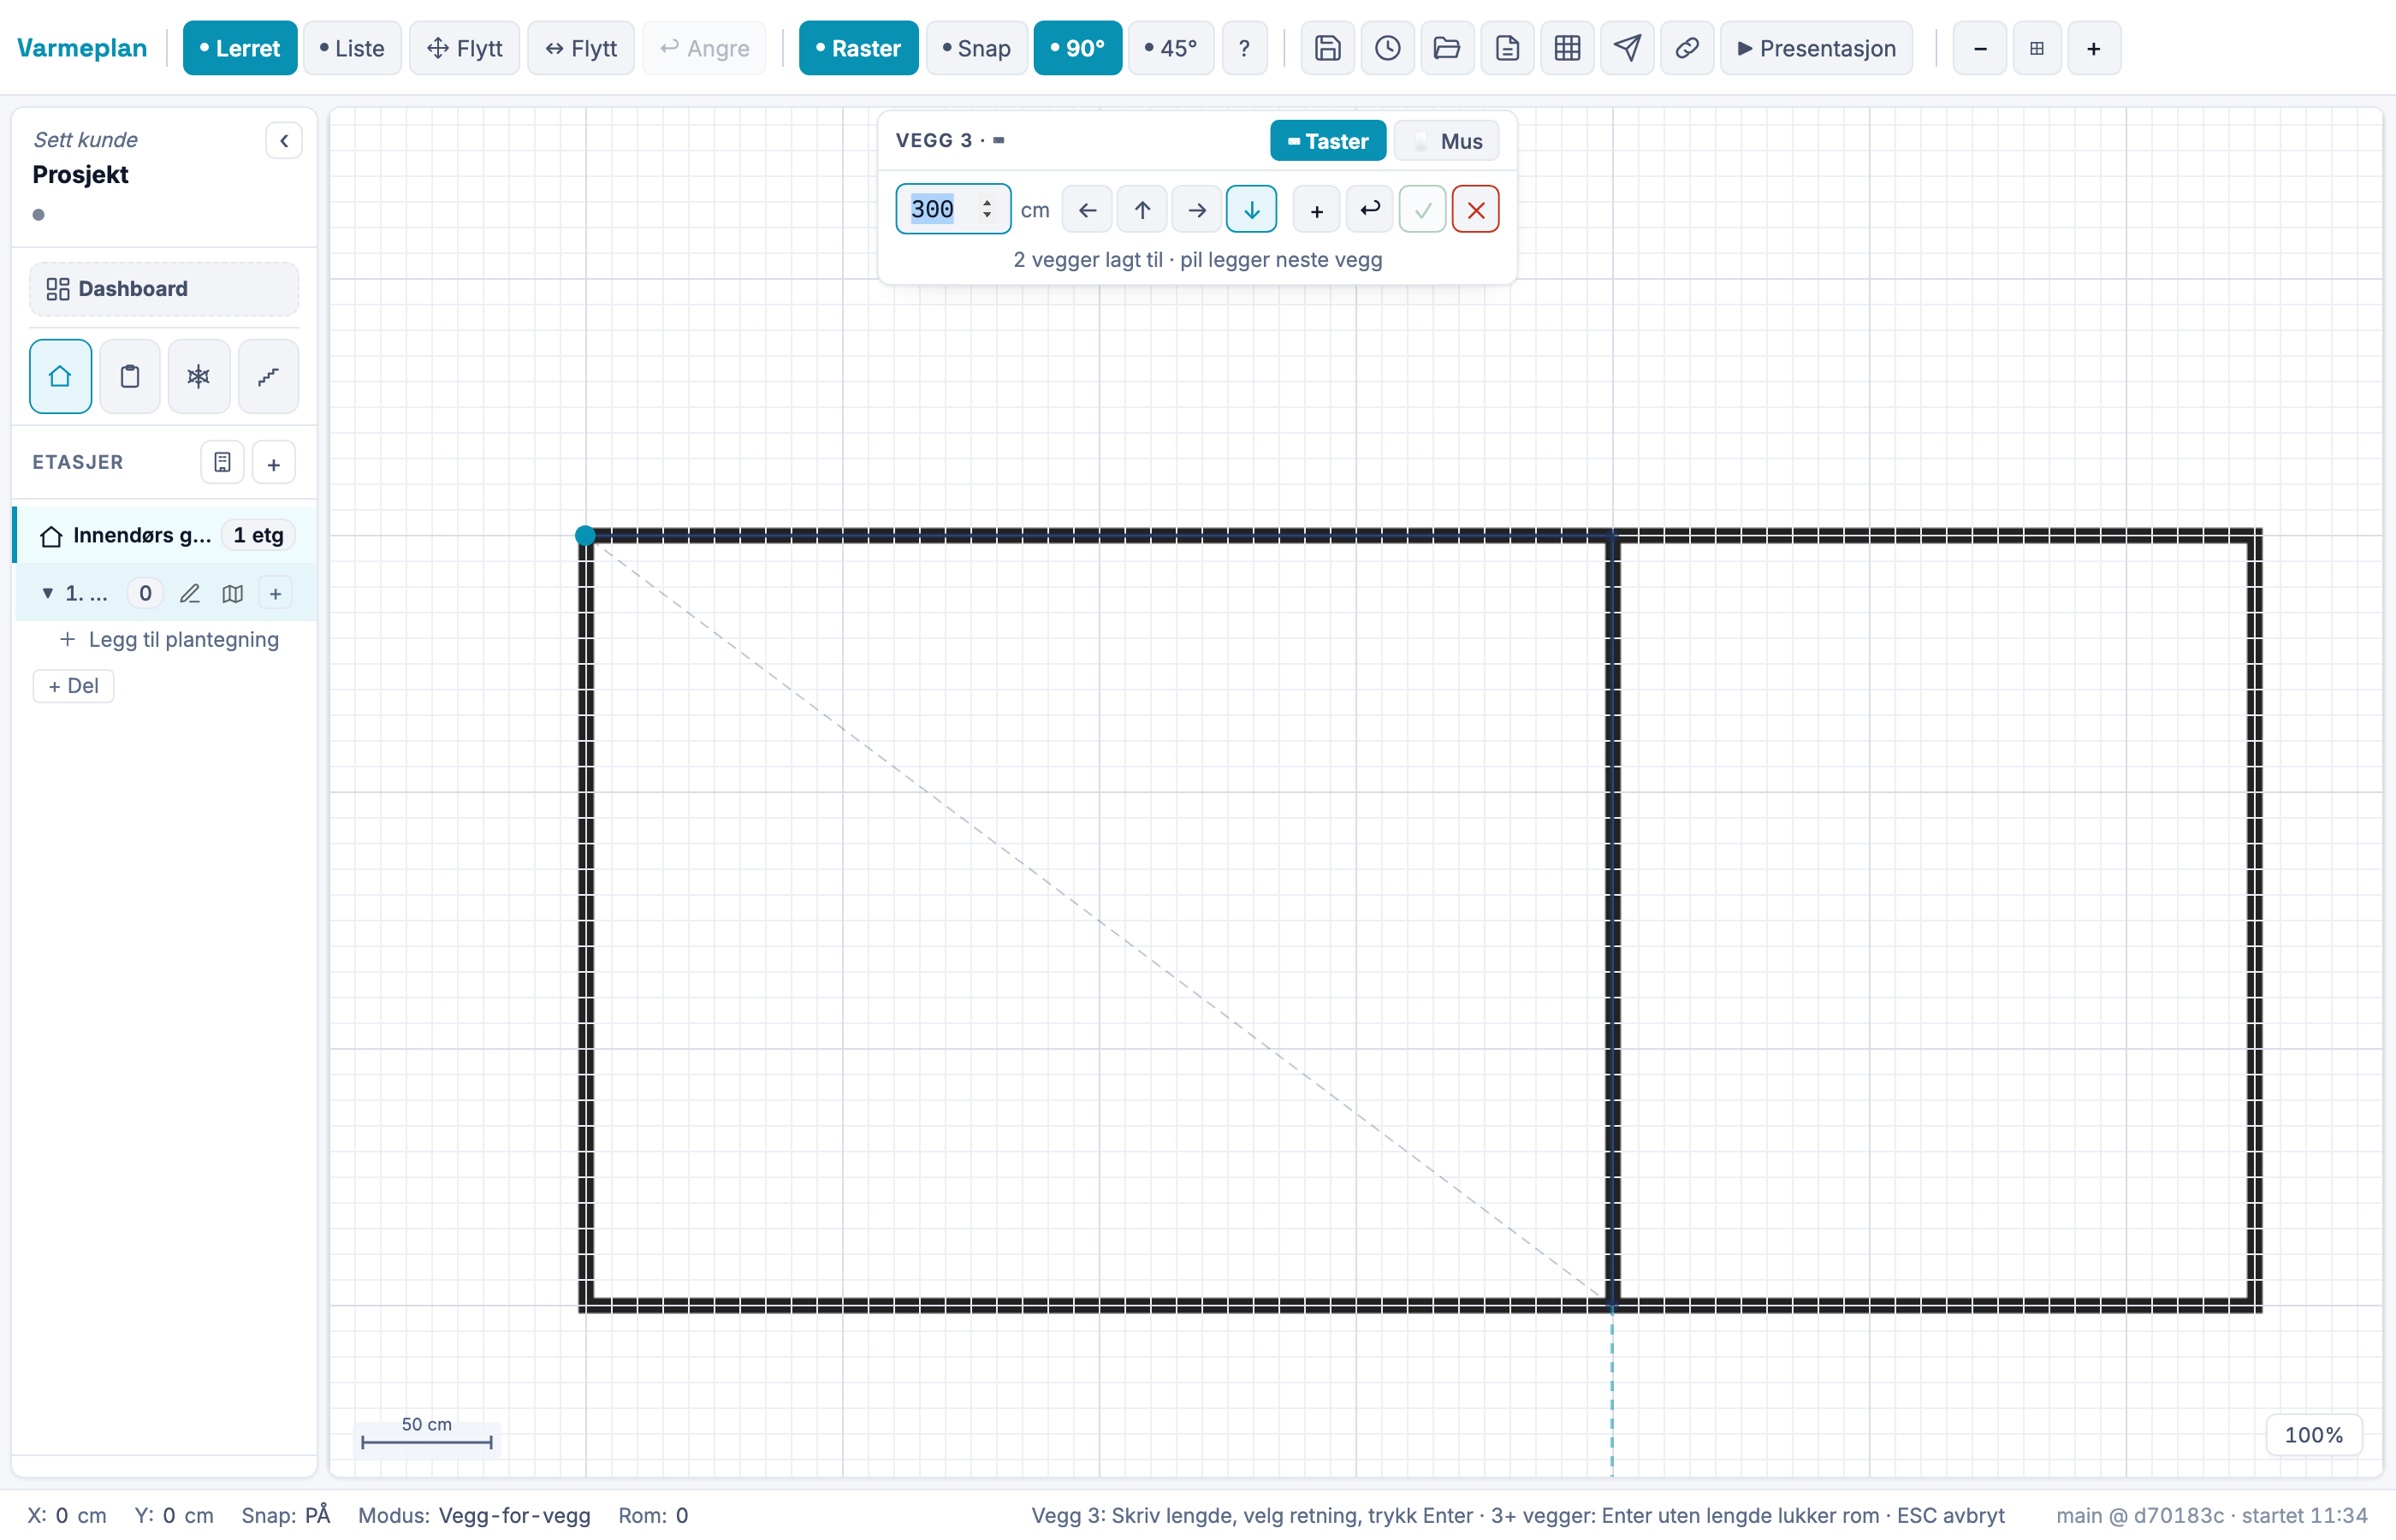 Varmeplan
Lerret
Liste
Flytt
Flytt
Angre
Raster
Snap
90°
45°
?
Presentasjon
−
+
Sett kunde
Prosjekt
Dashboard
ETASJER
+
Innendørs g... 1 etg
1. ... 0 +
+ Legg til plantegning
+ Del
VEGG 3 ·
Taster
Mus
300 cm
2 vegger lagt til · pil legger neste vegg
50 cm
100%
X: 0 cm Y: 0 cm Snap: PÅ Modus: Vegg-for-vegg Rom: 0
Vegg 3: Skriv lengde, velg retning, trykk Enter · 3+ vegger: Enter uten lengde lukker rom · ESC avbryt
main @ d70183c · startet 11:34